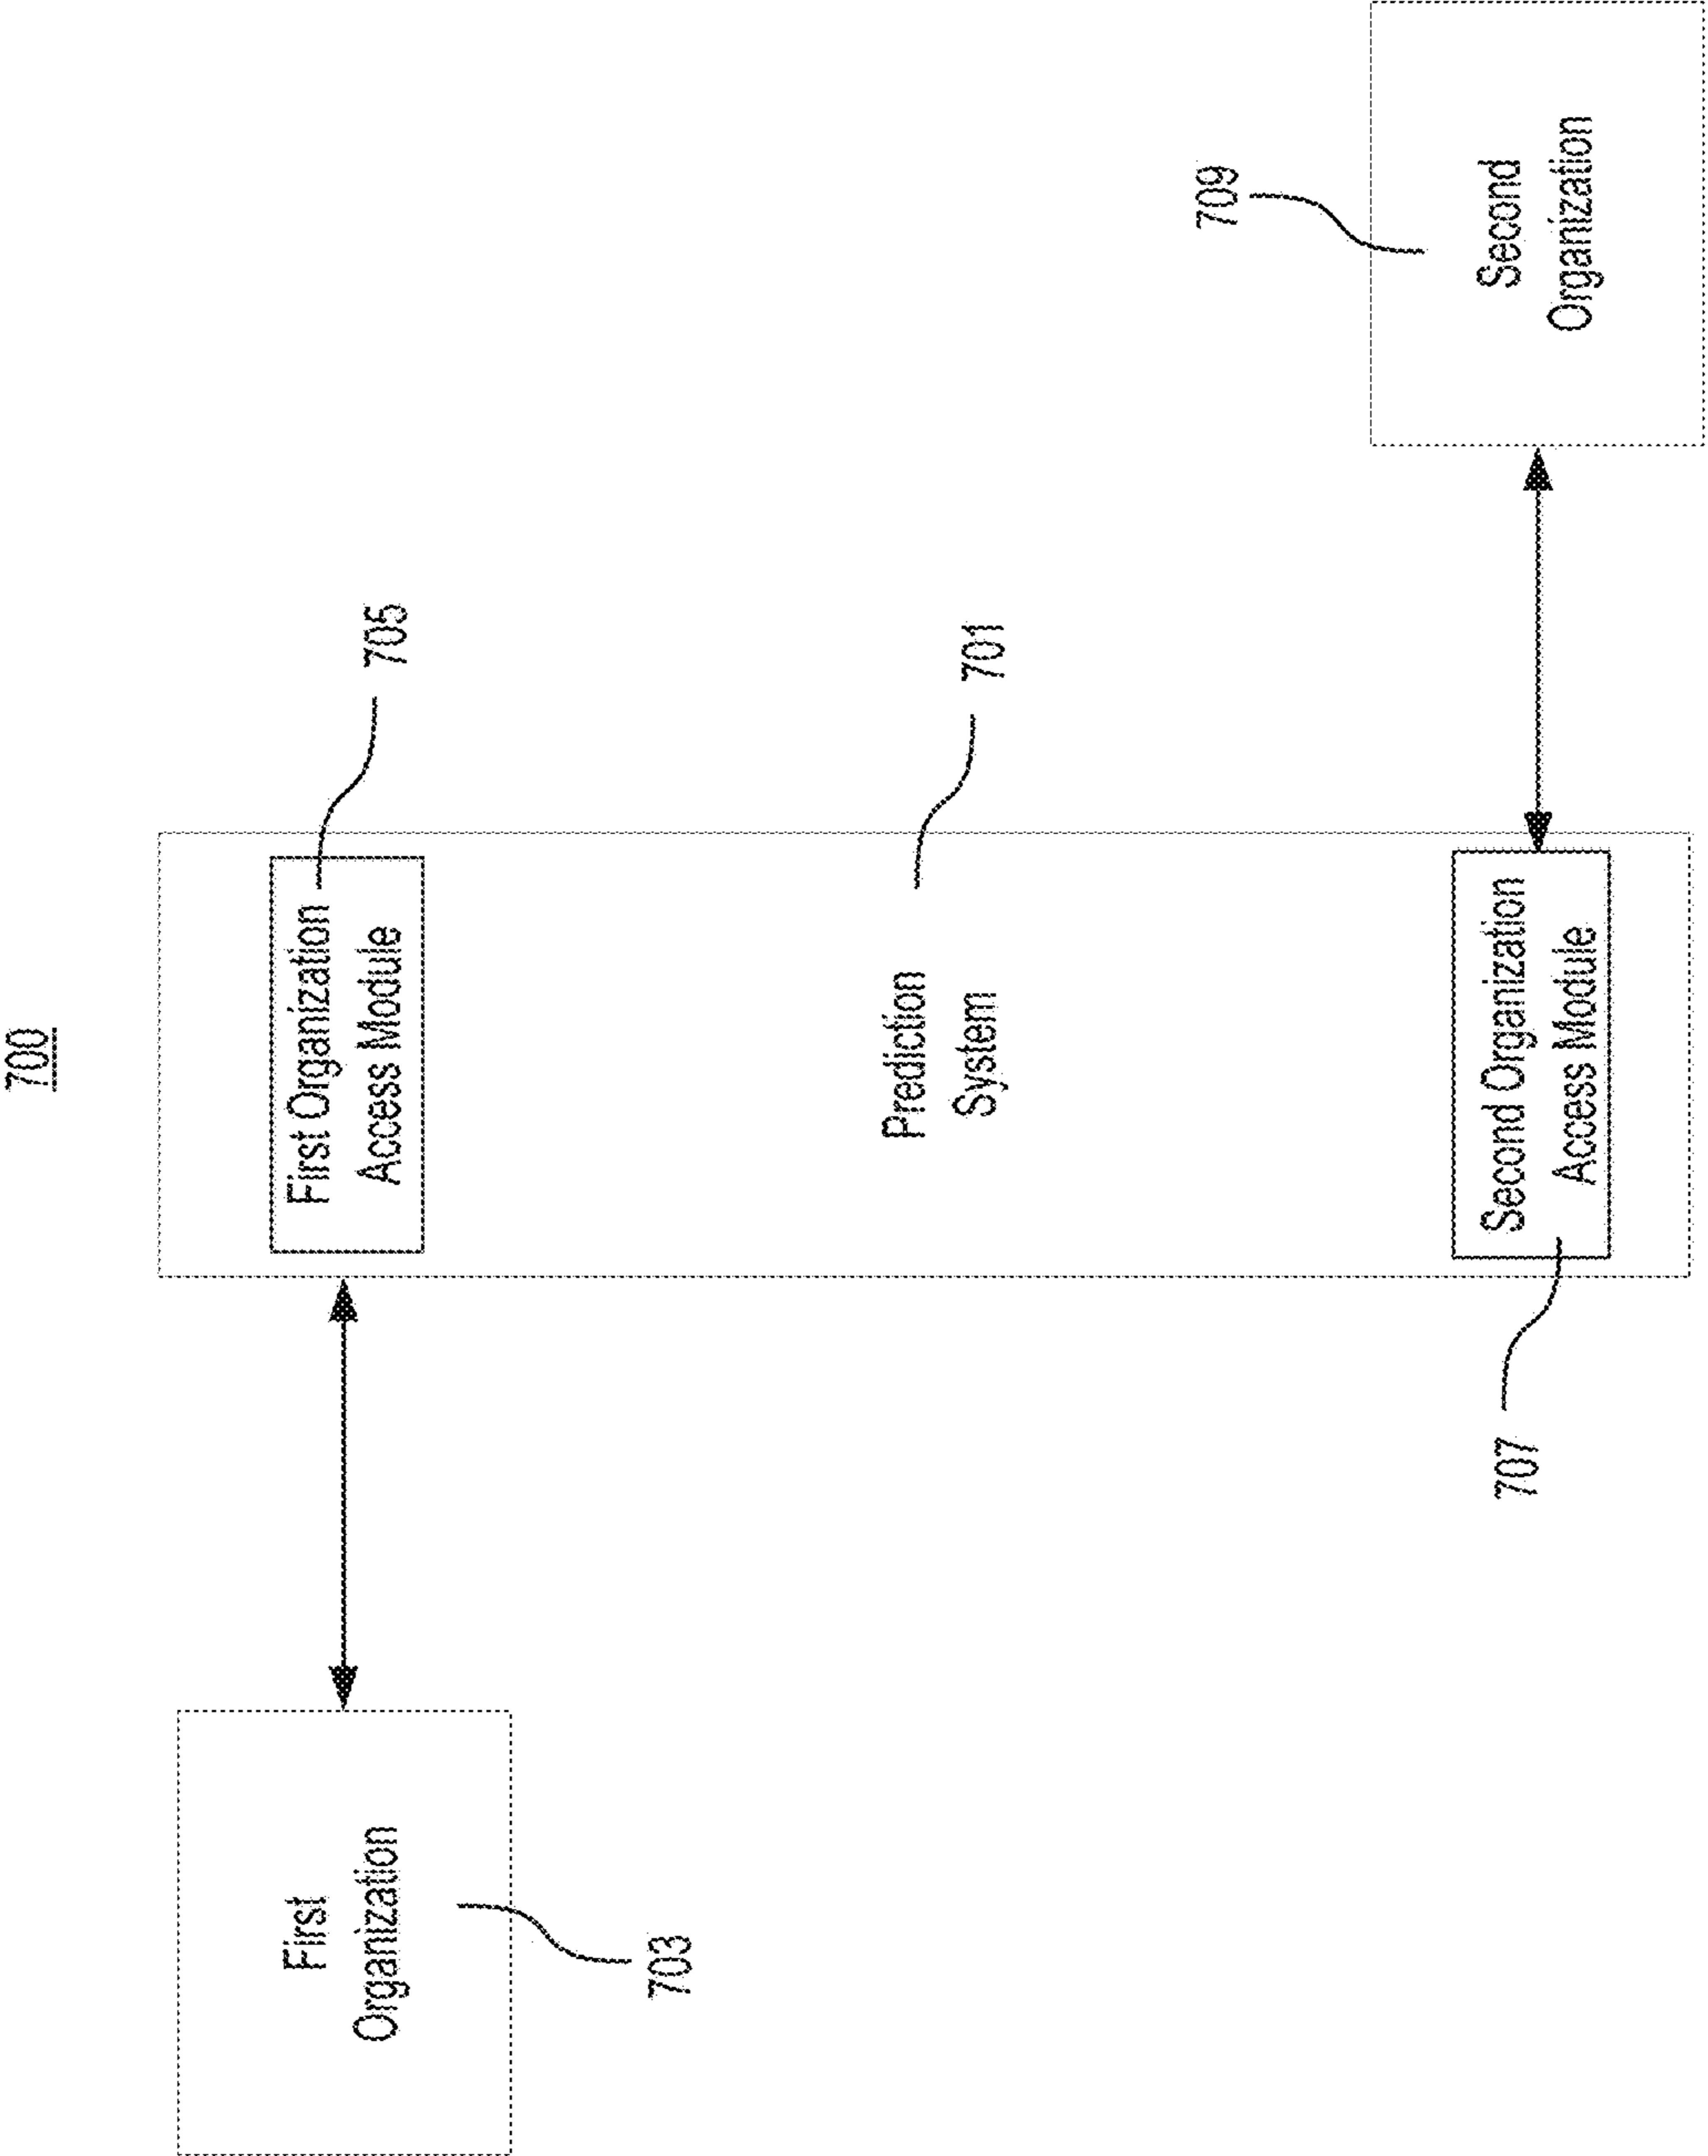 700
First Organization
Access Module
705
First
Organization
703
Prediction
System
701
Second Organization
Access Module
707
709
Second
Organization